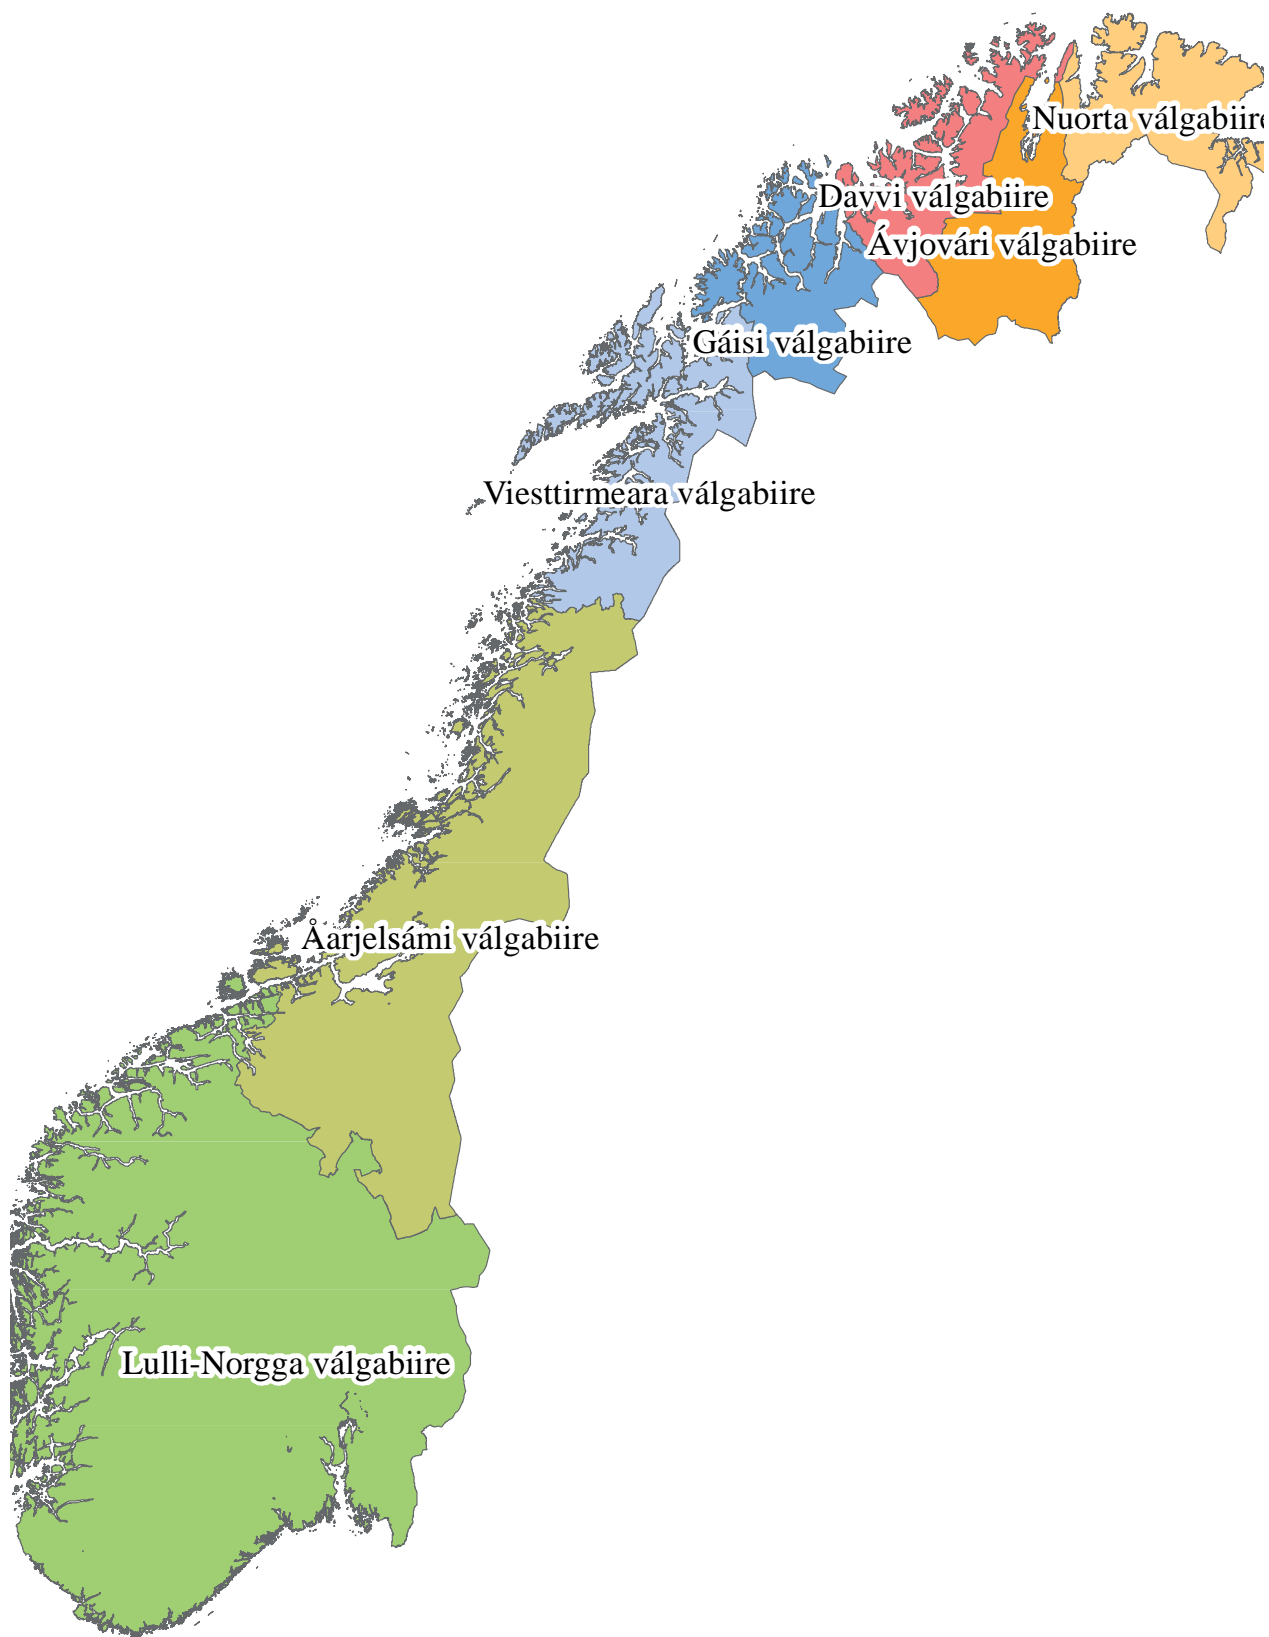 Nuorta válgabiire
Davvi válgabiire
Ávjovári válgabiire
Gáisi válgabiire
Viesttirmeara válgabiire
Åarjelsámi válgabiire
Lulli-Norgga válgabiire